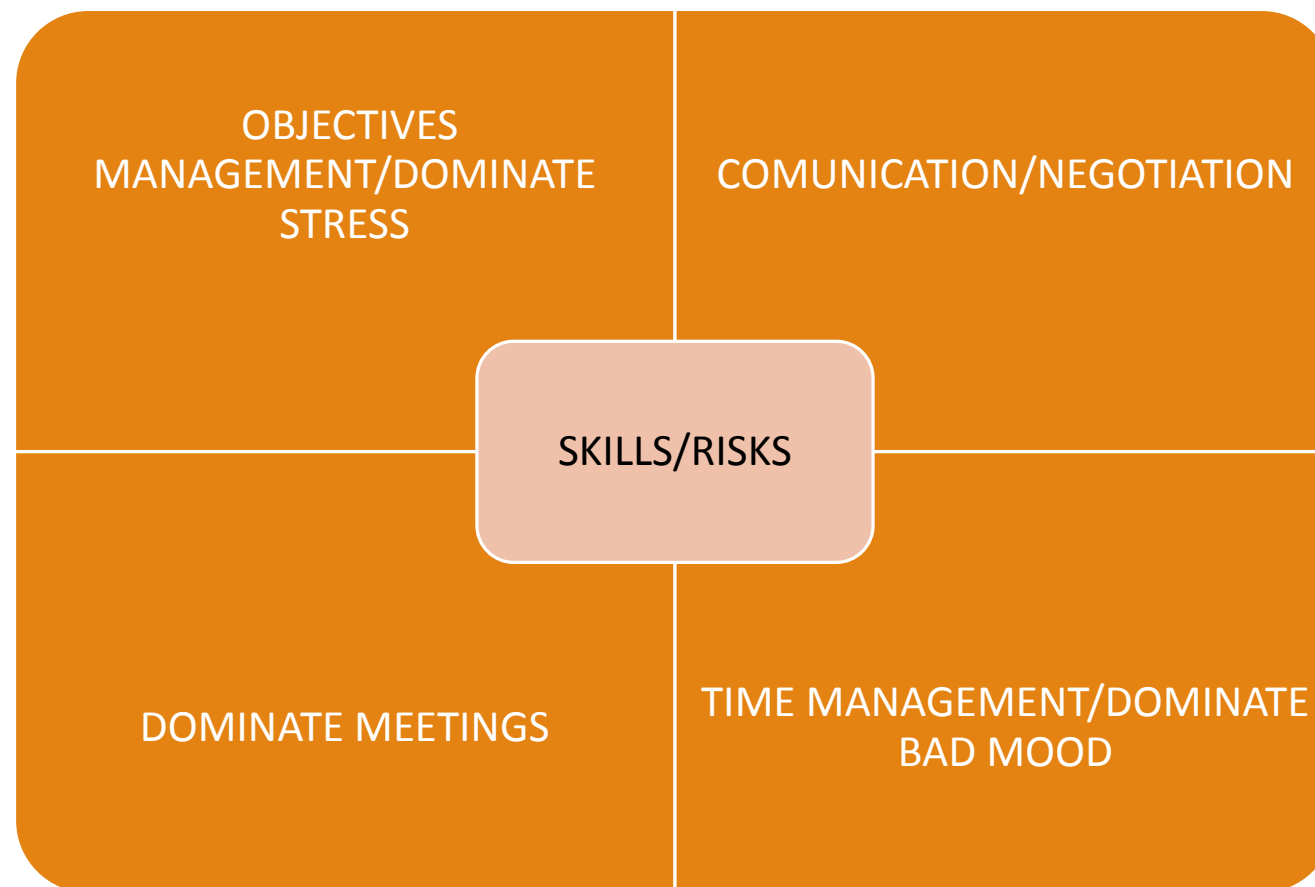 OBJECTIVES
MANAGEMENT/DOMINATE
STRESS
COMUNICATION/NEGOTIATION
SKILLS/RISKS
DOMINATE MEETINGS
TIME MANAGEMENT/DOMINATE
BAD MOOD